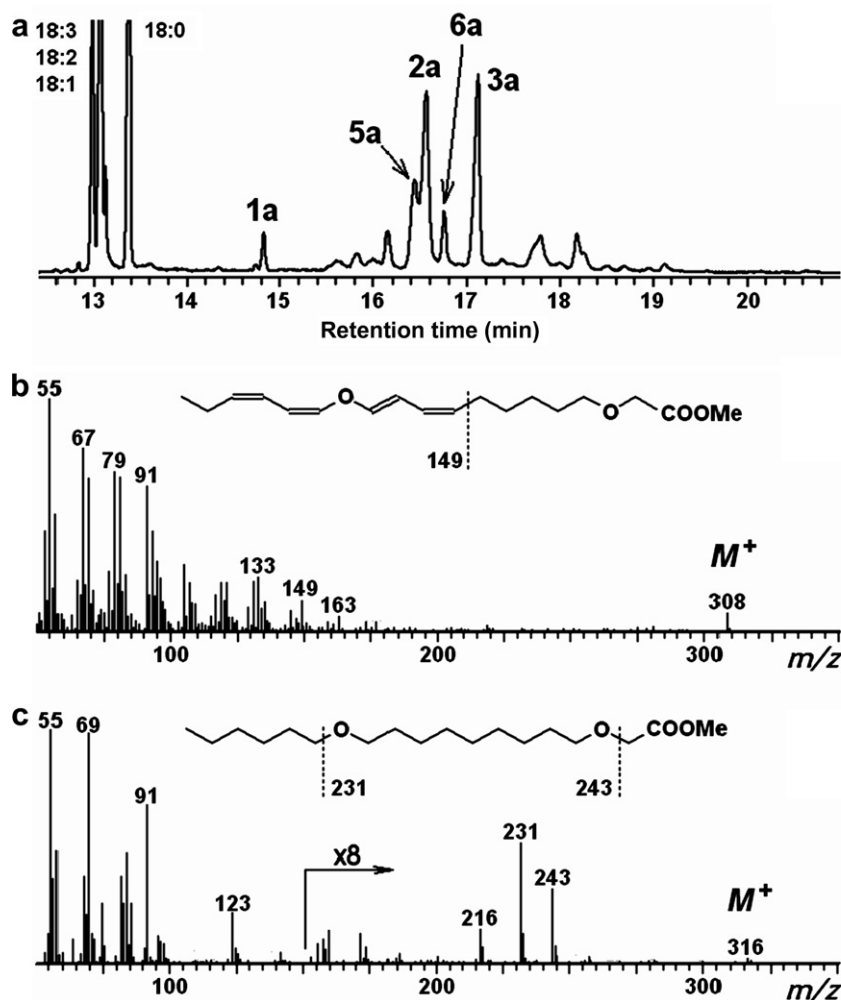 a
18:3
18:2
18:1
18:0
1a
5a
2a
6a
3a
13 14 15 16 17 18 19 20
Retention time (min)
b
55
67
79
91
133
149
163
308
M+
O
O
COOMe
149
100 200 300 m/z
c
55
69
91
123
x8
216
231
243
316
M+
O
O
COOMe
231
243
100 200 300 m/z